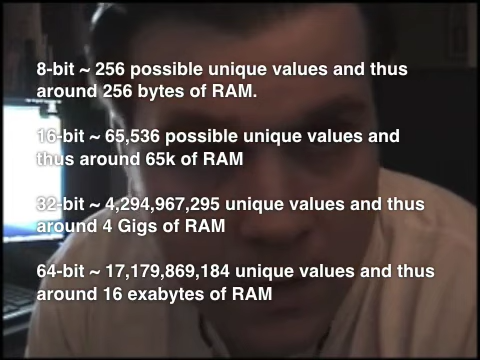 8-bit ~ 256 possible unique values and thus
around 256 bytes of RAM.
16-bit ~ 65,536 possible unique values and
thus around 65k of RAM
32-bit ~ 4,294,967,295 unique values and thus
around 4 Gigs of RAM
64-bit ~ 17,179,869,184 unique values and thus
around 16 exabytes of RAM